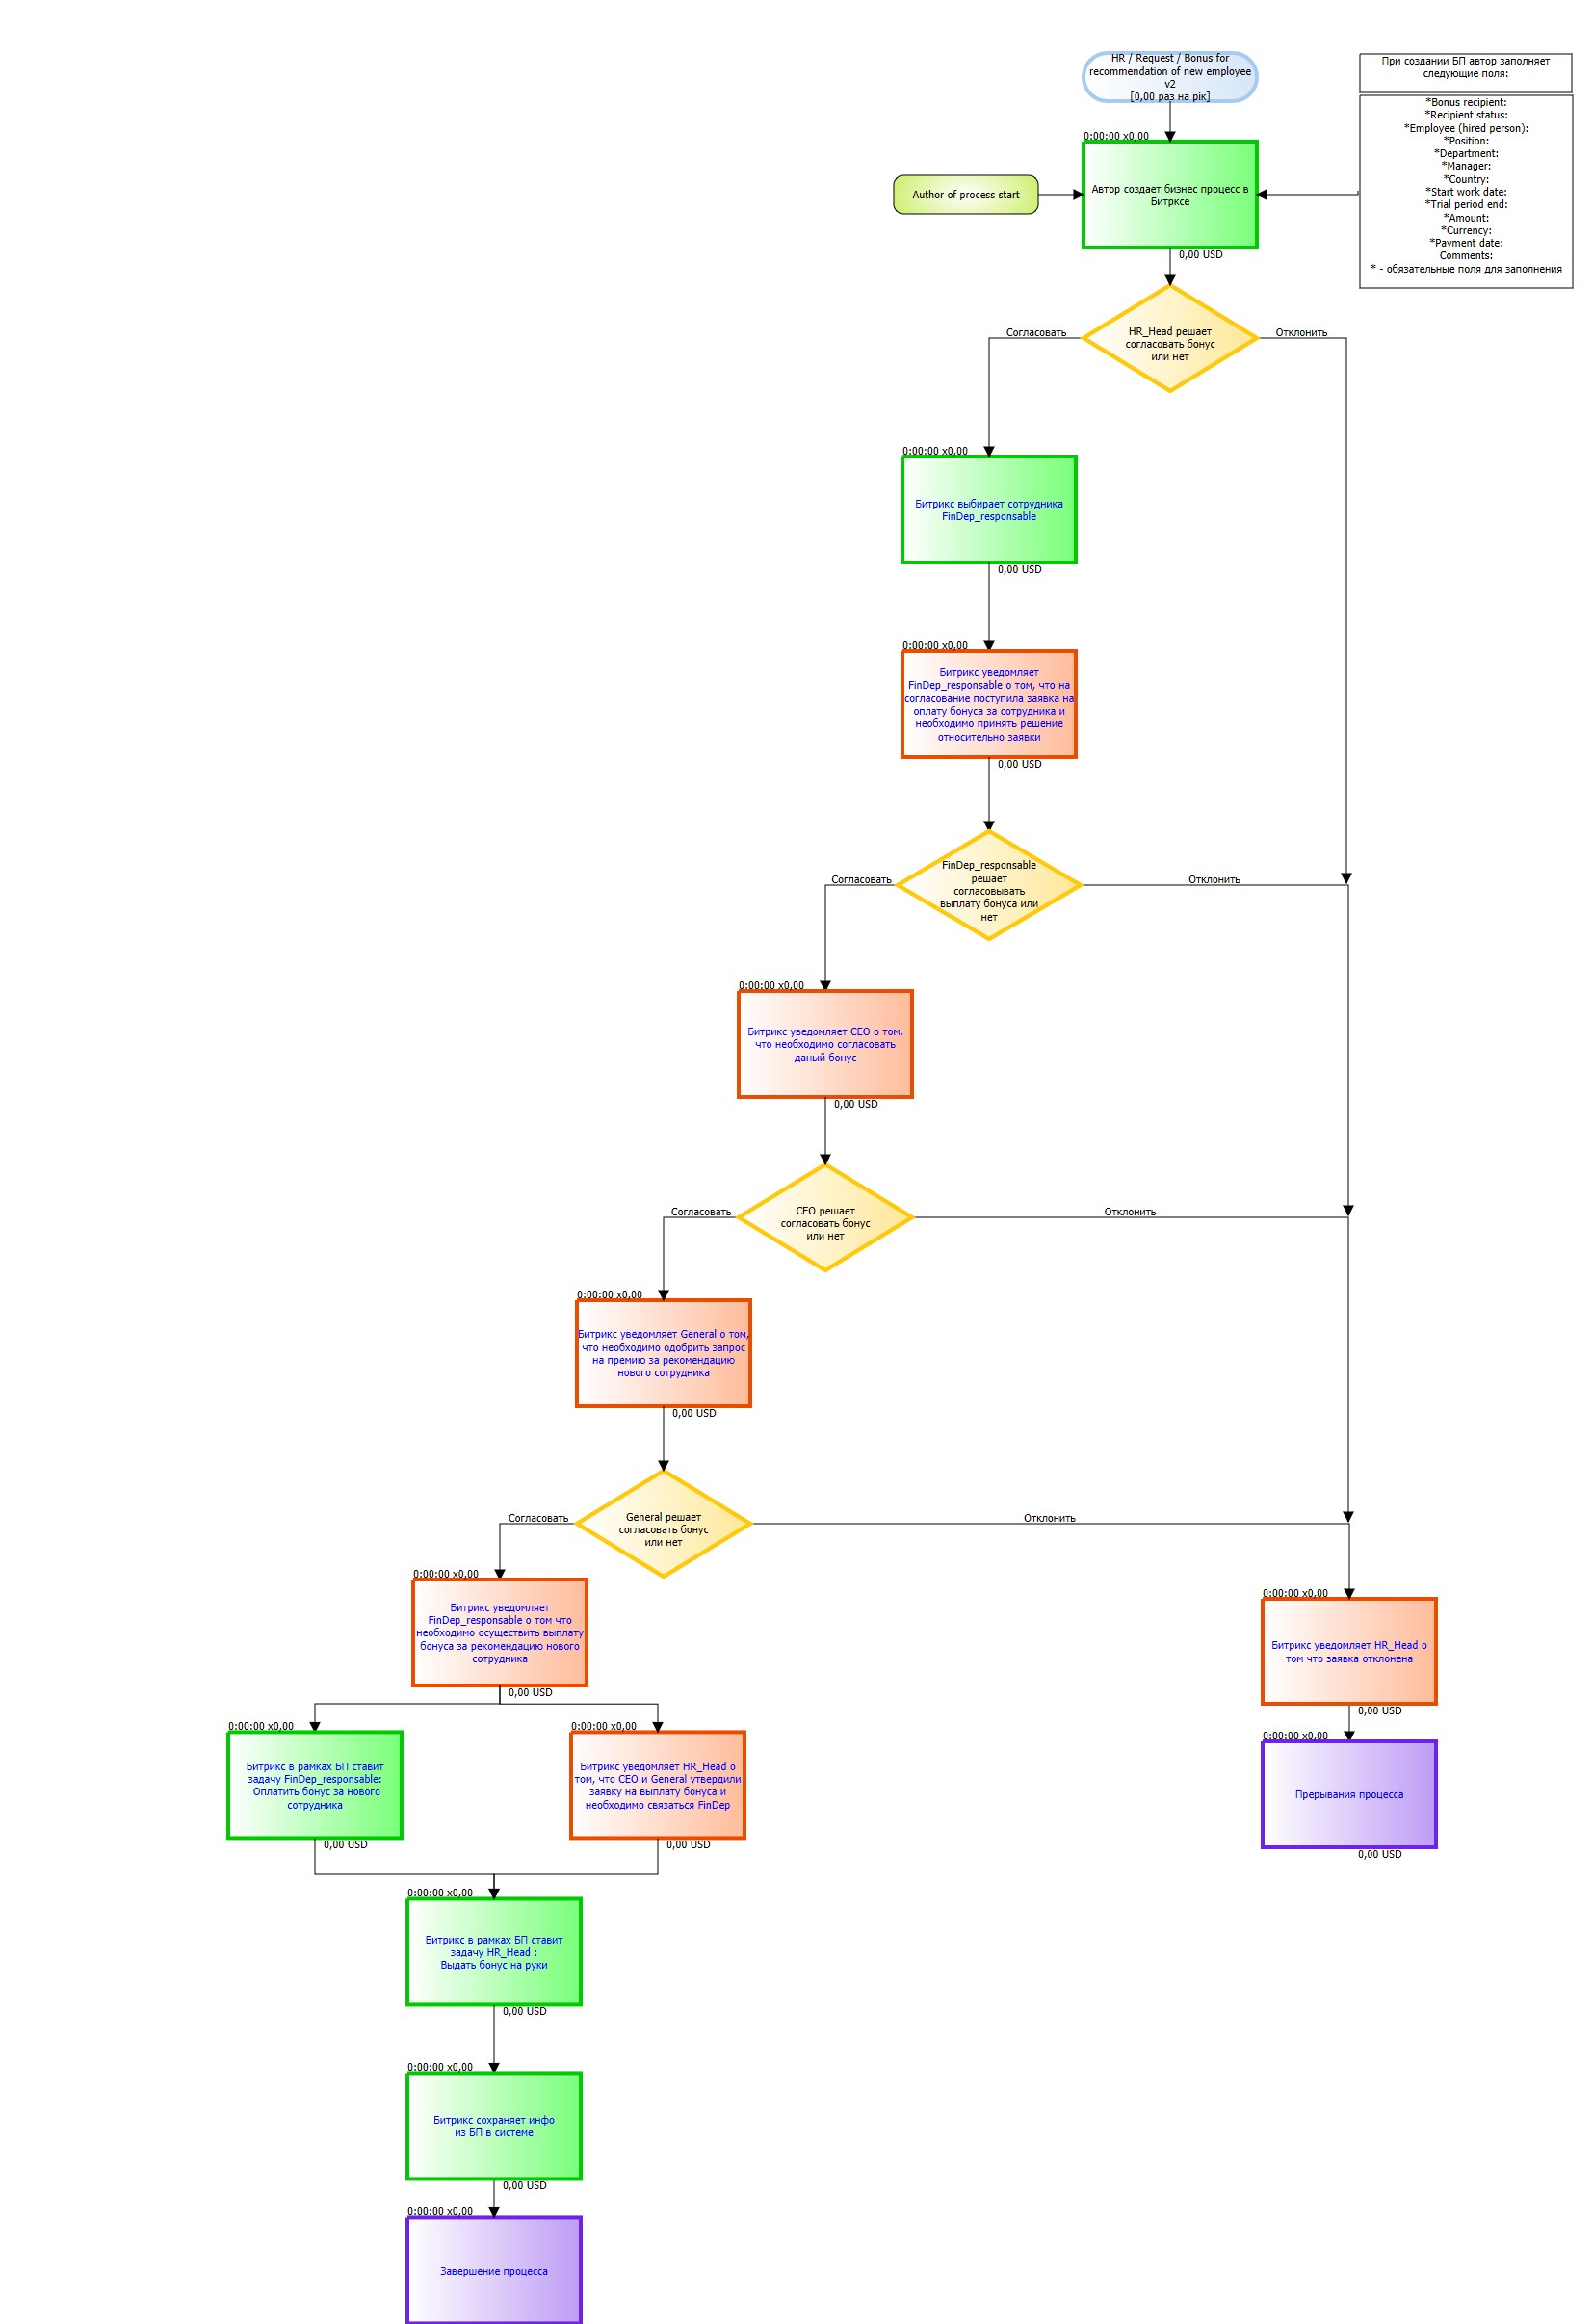 HR / Request / Bonus for
recommendation of new employee
v2
[0,00 раз на рік]
При создании БП автор заполняет
следующие поля:
*Bonus recipient:
*Recipient status:
*Employee (hired person):
*Position:
*Department:
*Manager:
*Country:
*Start work date:
*Trial period end:
*Amount:
*Currency:
*Payment date:
Comments:
* - обязательные поля для заполнения
0:00:00 x0,00
Author of process start
Автор создает бизнес процесс в
Битрксе
0,00 USD
HR_Head решает
согласовать бонус
или нет
Согласовать
Отклонить
0:00:00 x0,00
Битрикс выбирает сотрудника
FinDep_responsable
0,00 USD
0:00:00 x0,00
Битрикс уведомляет
FinDep_responsable о том, что на
согласование поступила заявка на
оплату бонуса за сотрудника и
необходимо принять решение
относительно заявки
0,00 USD
FinDep_responsable
решает
согласовывать
выплату бонуса или
нет
Согласовать
Отклонить
0:00:00 x0,00
Битрикс уведомляет CEO о том,
что необходимо согласовать
даный бонус
0,00 USD
CEO решает
согласовать бонус
или нет
Согласовать
Отклонить
0:00:00 x0,00
Битрикс уведомляет General о том,
что необходимо одобрить запрос
на премию за рекомендацию
нового сотрудника
0,00 USD
General решает
согласовать бонус
или нет
Согласовать
Отклонить
0:00:00 x0,00
Битрикс уведомляет
FinDep_responsable о том что
необходимо осуществить выплату
бонуса за рекомендацию нового
сотрудника
0,00 USD
0:00:00 x0,00
Битрикс уведомляет HR_Head о
том что заявка отклонена
0,00 USD
0:00:00 x0,00
Битрикс в рамках БП ставит
задачу FinDep_responsable:
Оплатить бонус за нового
сотрудника
0,00 USD
0:00:00 x0,00
Битрикс уведомляет HR_Head о
том, что CEO и General утвердили
заявку на выплату бонуса и
необходимо связаться FinDep
0,00 USD
0:00:00 x0,00
Прерывания процесса
0,00 USD
0:00:00 x0,00
Битрикс в рамках БП ставит
задачу HR_Head :
Выдать бонус на руки
0,00 USD
0:00:00 x0,00
Битрикс сохраняет инфо
из БП в системе
0,00 USD
0:00:00 x0,00
Завершение процесса